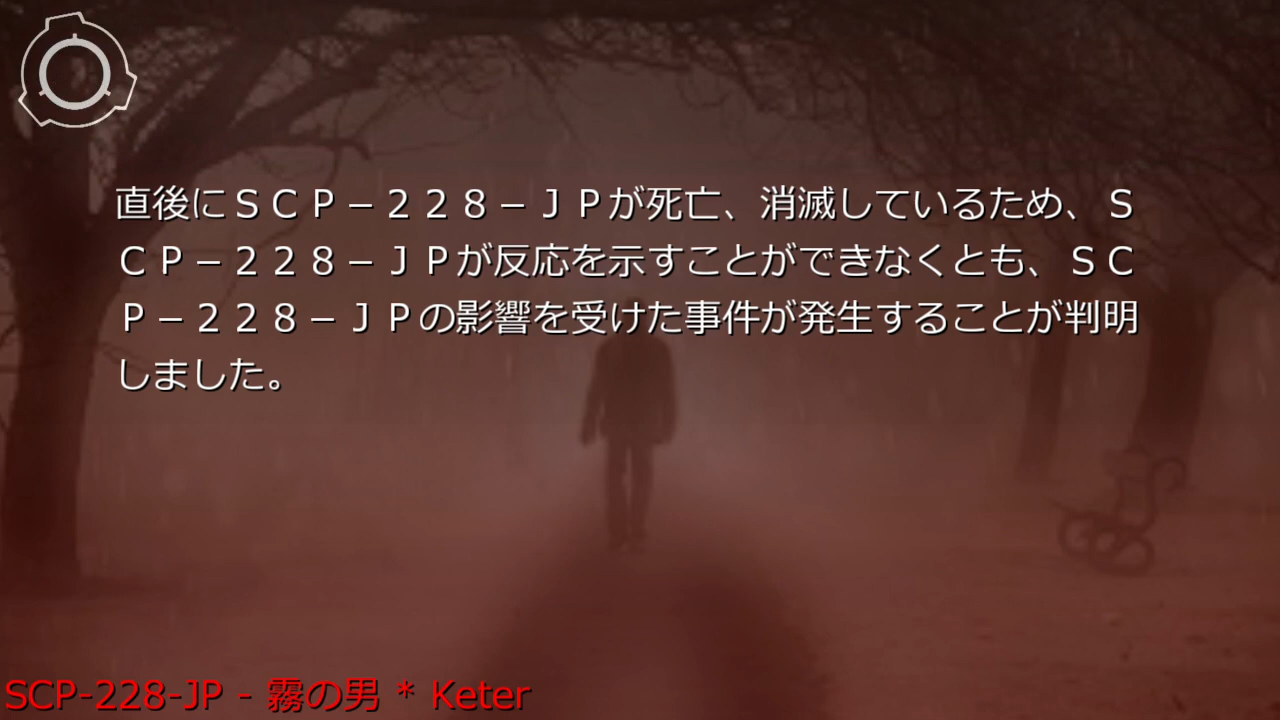 直後にＳＣＰ－２２８－ＪＰが死亡、消滅しているため、Ｓ
ＣＰ－２２８－ＪＰが反応を示すことができなくとも、ＳＣ
Ｐ－２２８－ＪＰの影響を受けた事件が発生することが判明
しました。
SCP-228-JP - 霧の男 * Keter